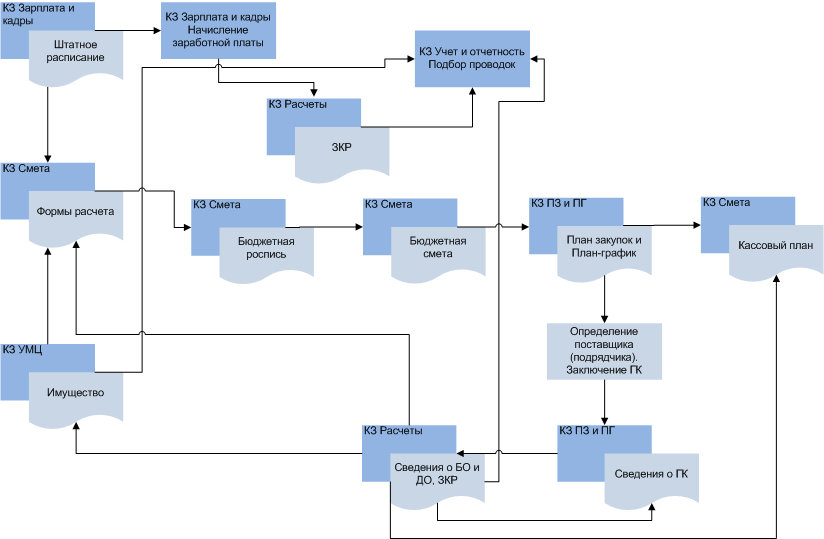 КЗ Зарплата и
кадры
Штатное
расписание
КЗ Зарплата и кадры
Начисление
заработной платы
КЗ Учет и отчетность
Подбор проводок
КЗ Расчеты
ЗКР
КЗ Смета
Формы расчета
КЗ Смета
Бюджетная
роспись
КЗ Смета
Бюджетная
смета
КЗ ПЗ и ПГ
План закупок и
План-график
КЗ Смета
Кассовый план
Определение
поставщика
(подрядчика).
Заключение ГК
КЗ УМЦ
Имущество
КЗ Расчеты
Сведения о БО и
ДО, ЗКР
КЗ ПЗ и ПГ
Сведения о ГК